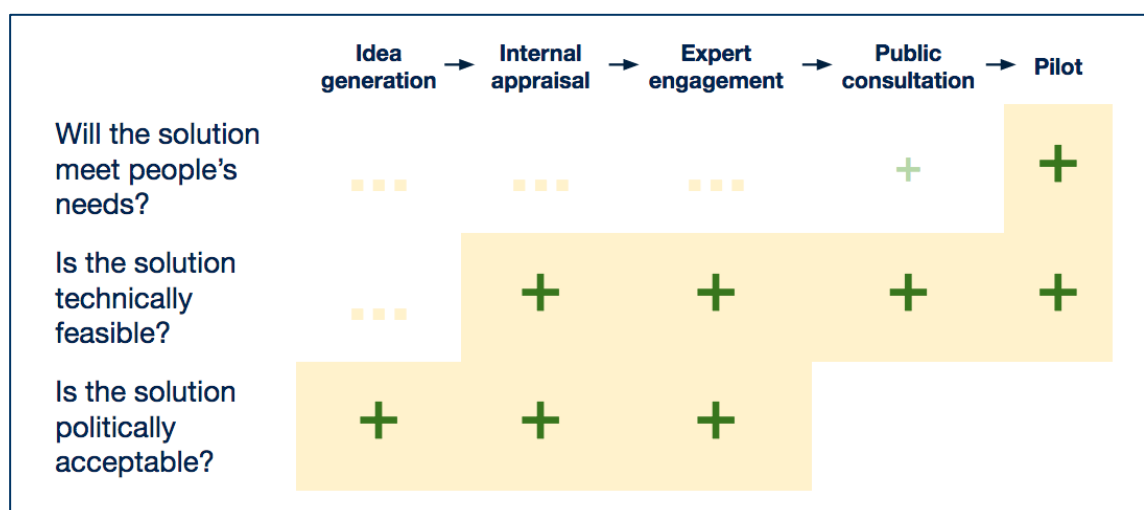 Idea generation
Internal appraisal
Expert engagement
Public consultation
Pilot
Will the solution
meet people’s
needs?
Is the solution
technically
feasible?
Is the solution
politically
acceptable?